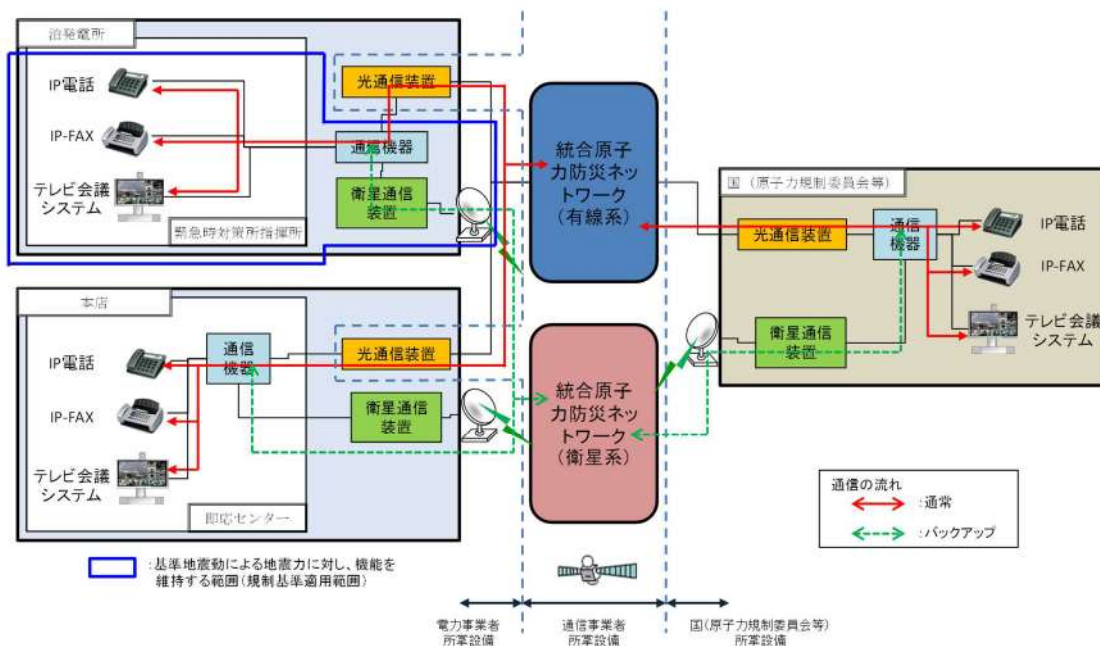 泊発電所
IP電話
IP-FAX
テレビ会議
システム
緊急時対策所指揮所
光通信装置
通信機器
衛星通信
装置
本店
IP電話
IP-FAX
テレビ会議
システム
即応センター
通信
機器
光通信装置
衛星通信
装置
統合原子
力防災ネッ
トワーク
(有線系)
統合原子
力防災ネッ
トワーク
(衛星系)
国(原子力規制委員会等)
光通信装置
通信
機器
衛星通信
装置
IP電話
IP-FAX
テレビ会議
システム
通信の流れ
:通常
:バックアップ
:基準地震動による地震力に対し、機能を
維持する範囲(規制基準適用範囲)
電力事業者
所掌設備
通信事業者
所掌設備
国(原子力規制委員会等)
所掌設備